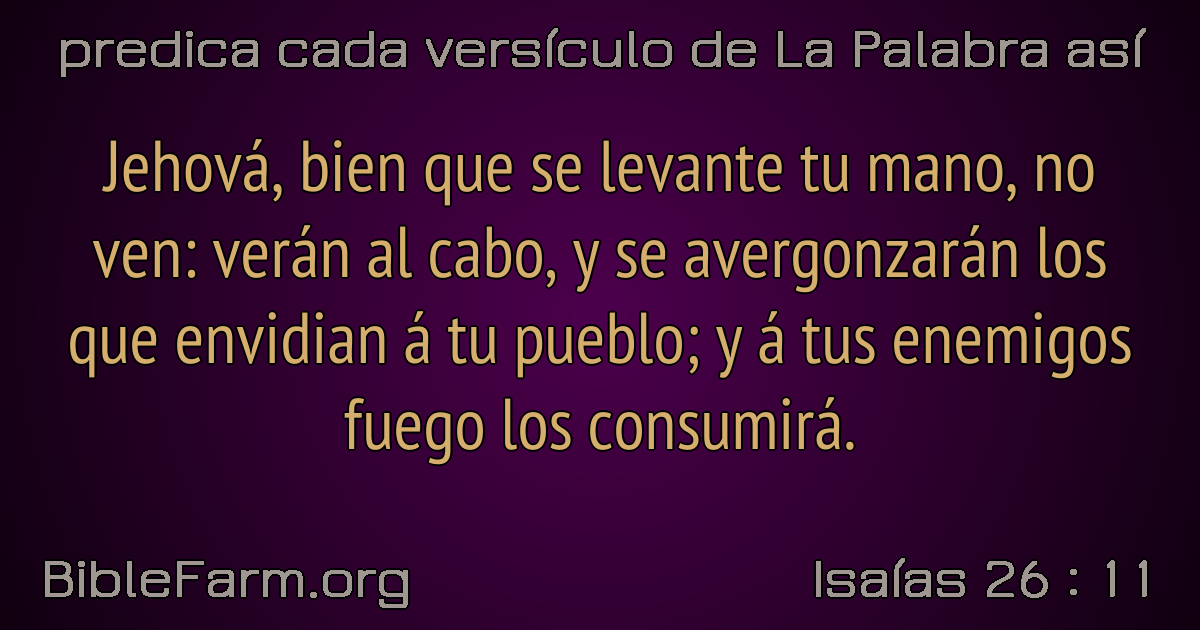 predica cada versículo de La Palabra así
Jehová, bien que se levante tu mano, no
ven: verán al cabo, y se avergonzarán los
que envidian á tu pueblo; y á tus enemigos
fuego los consumirá.
BibleFarm.org
Isaías 26 : 11